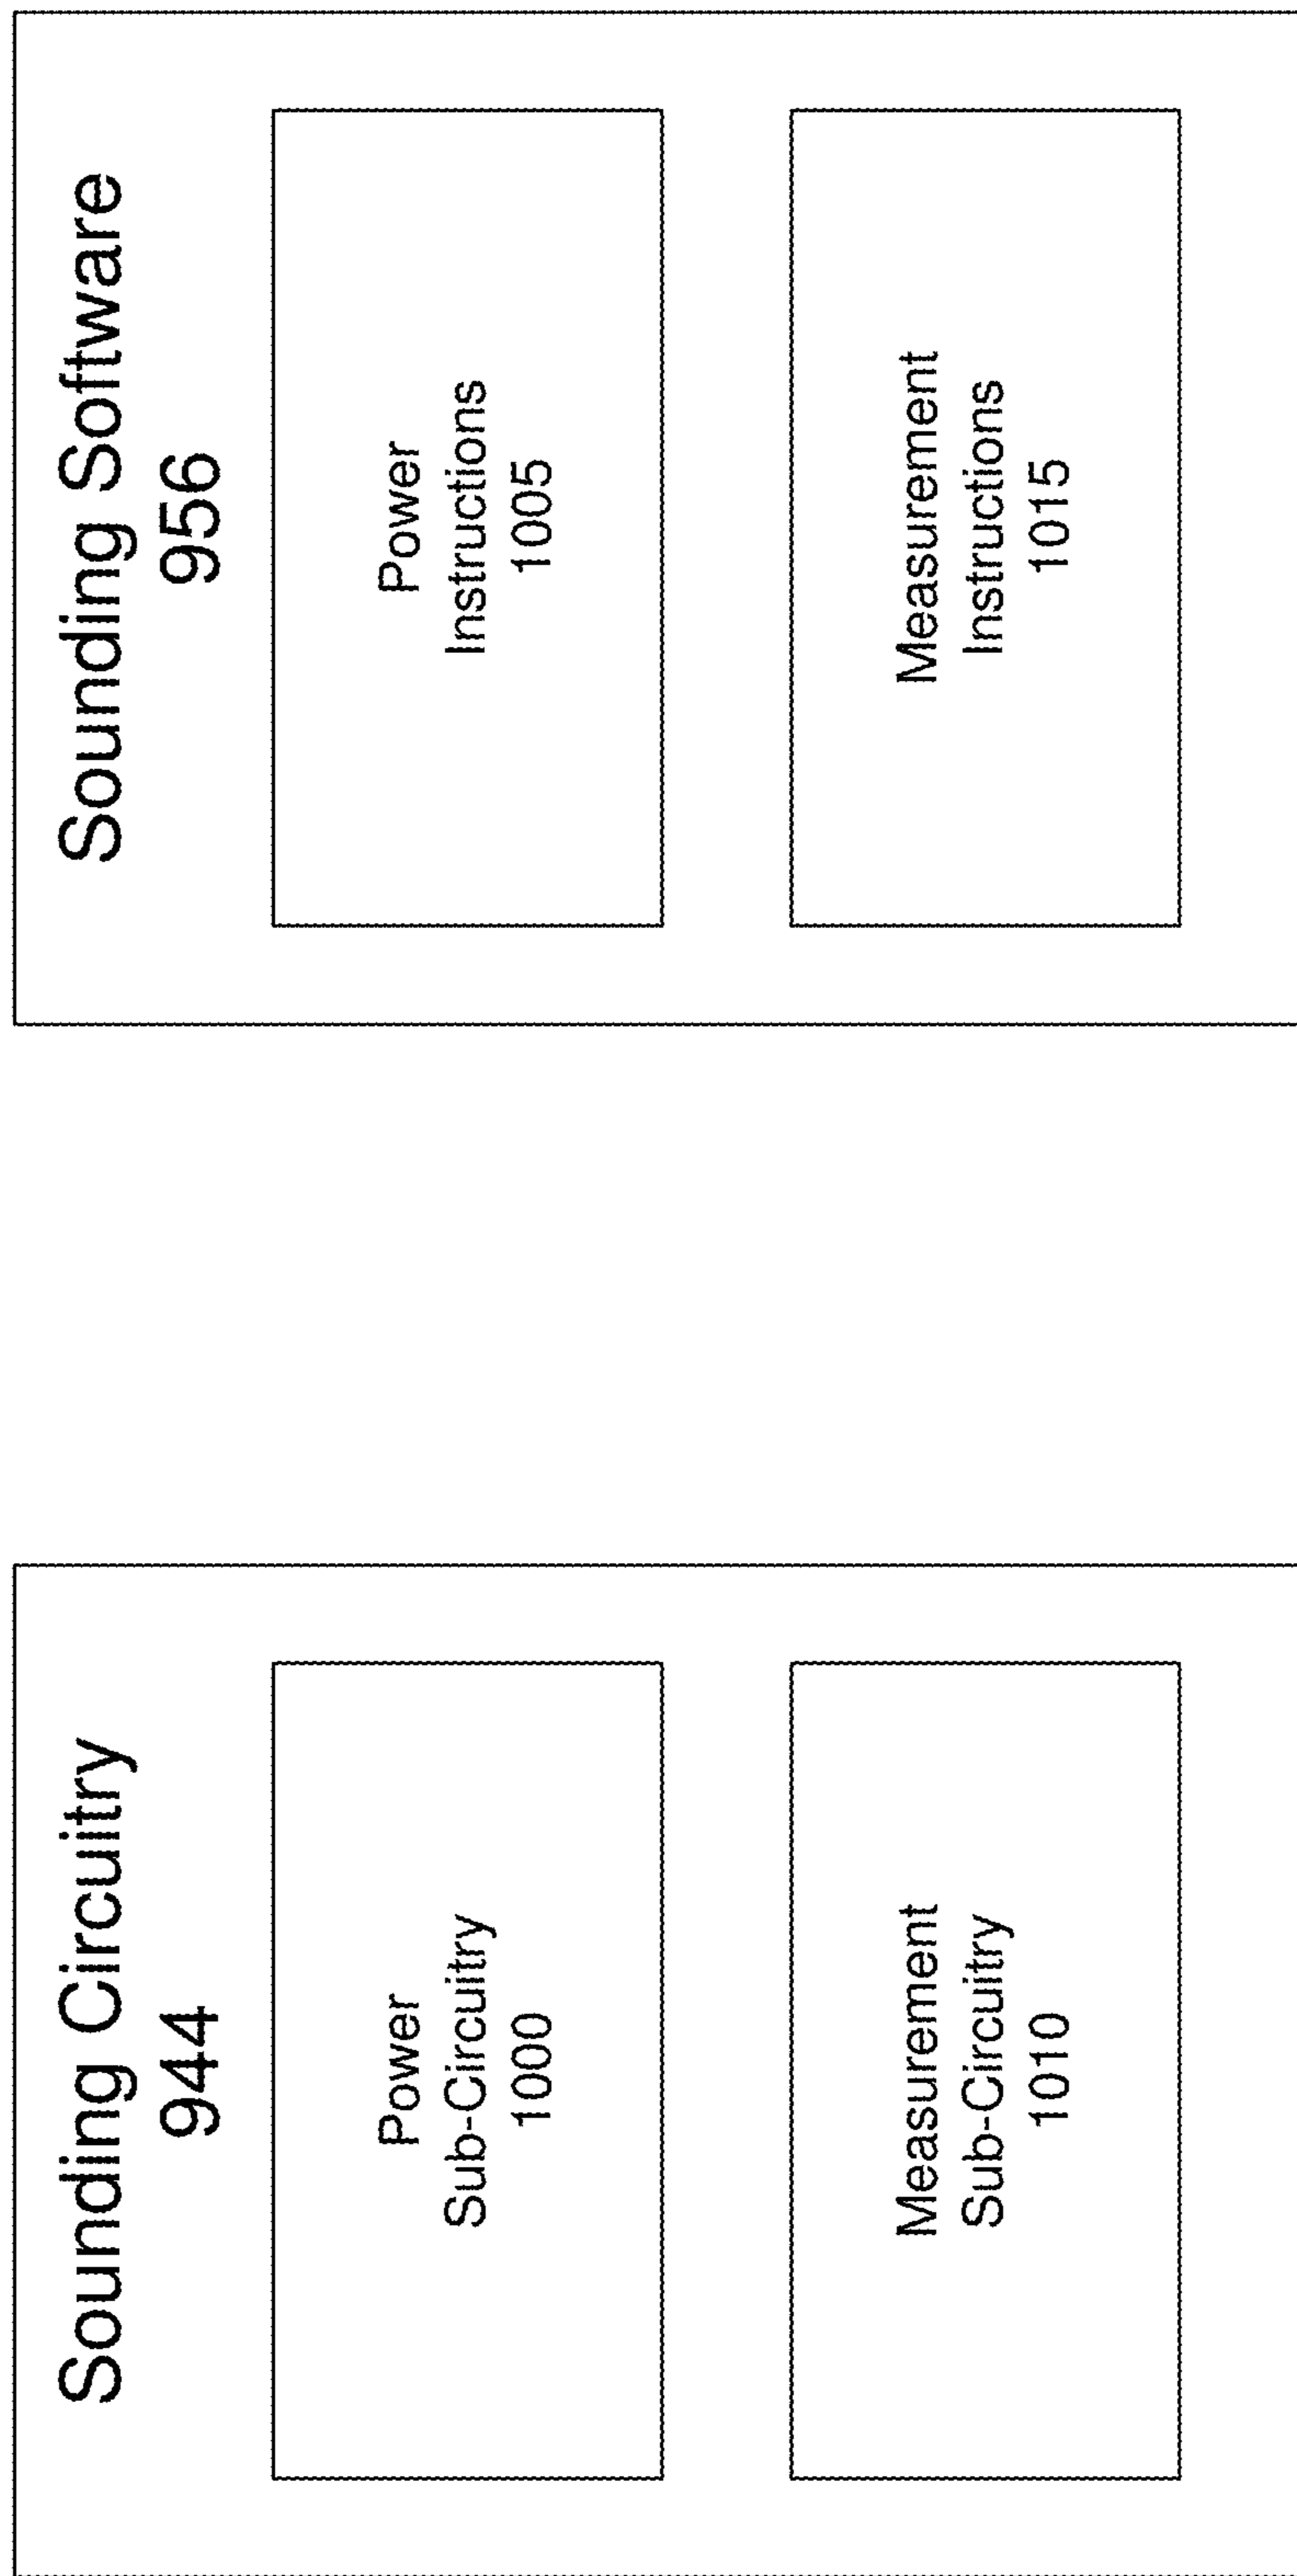 Sounding Circuitry
944
Power
Sub-Circuitry
1000
Measurement
Sub-Circuitry
1010
Sounding Software
956
Power
Instructions
1005
Measurement
Instructions
1015